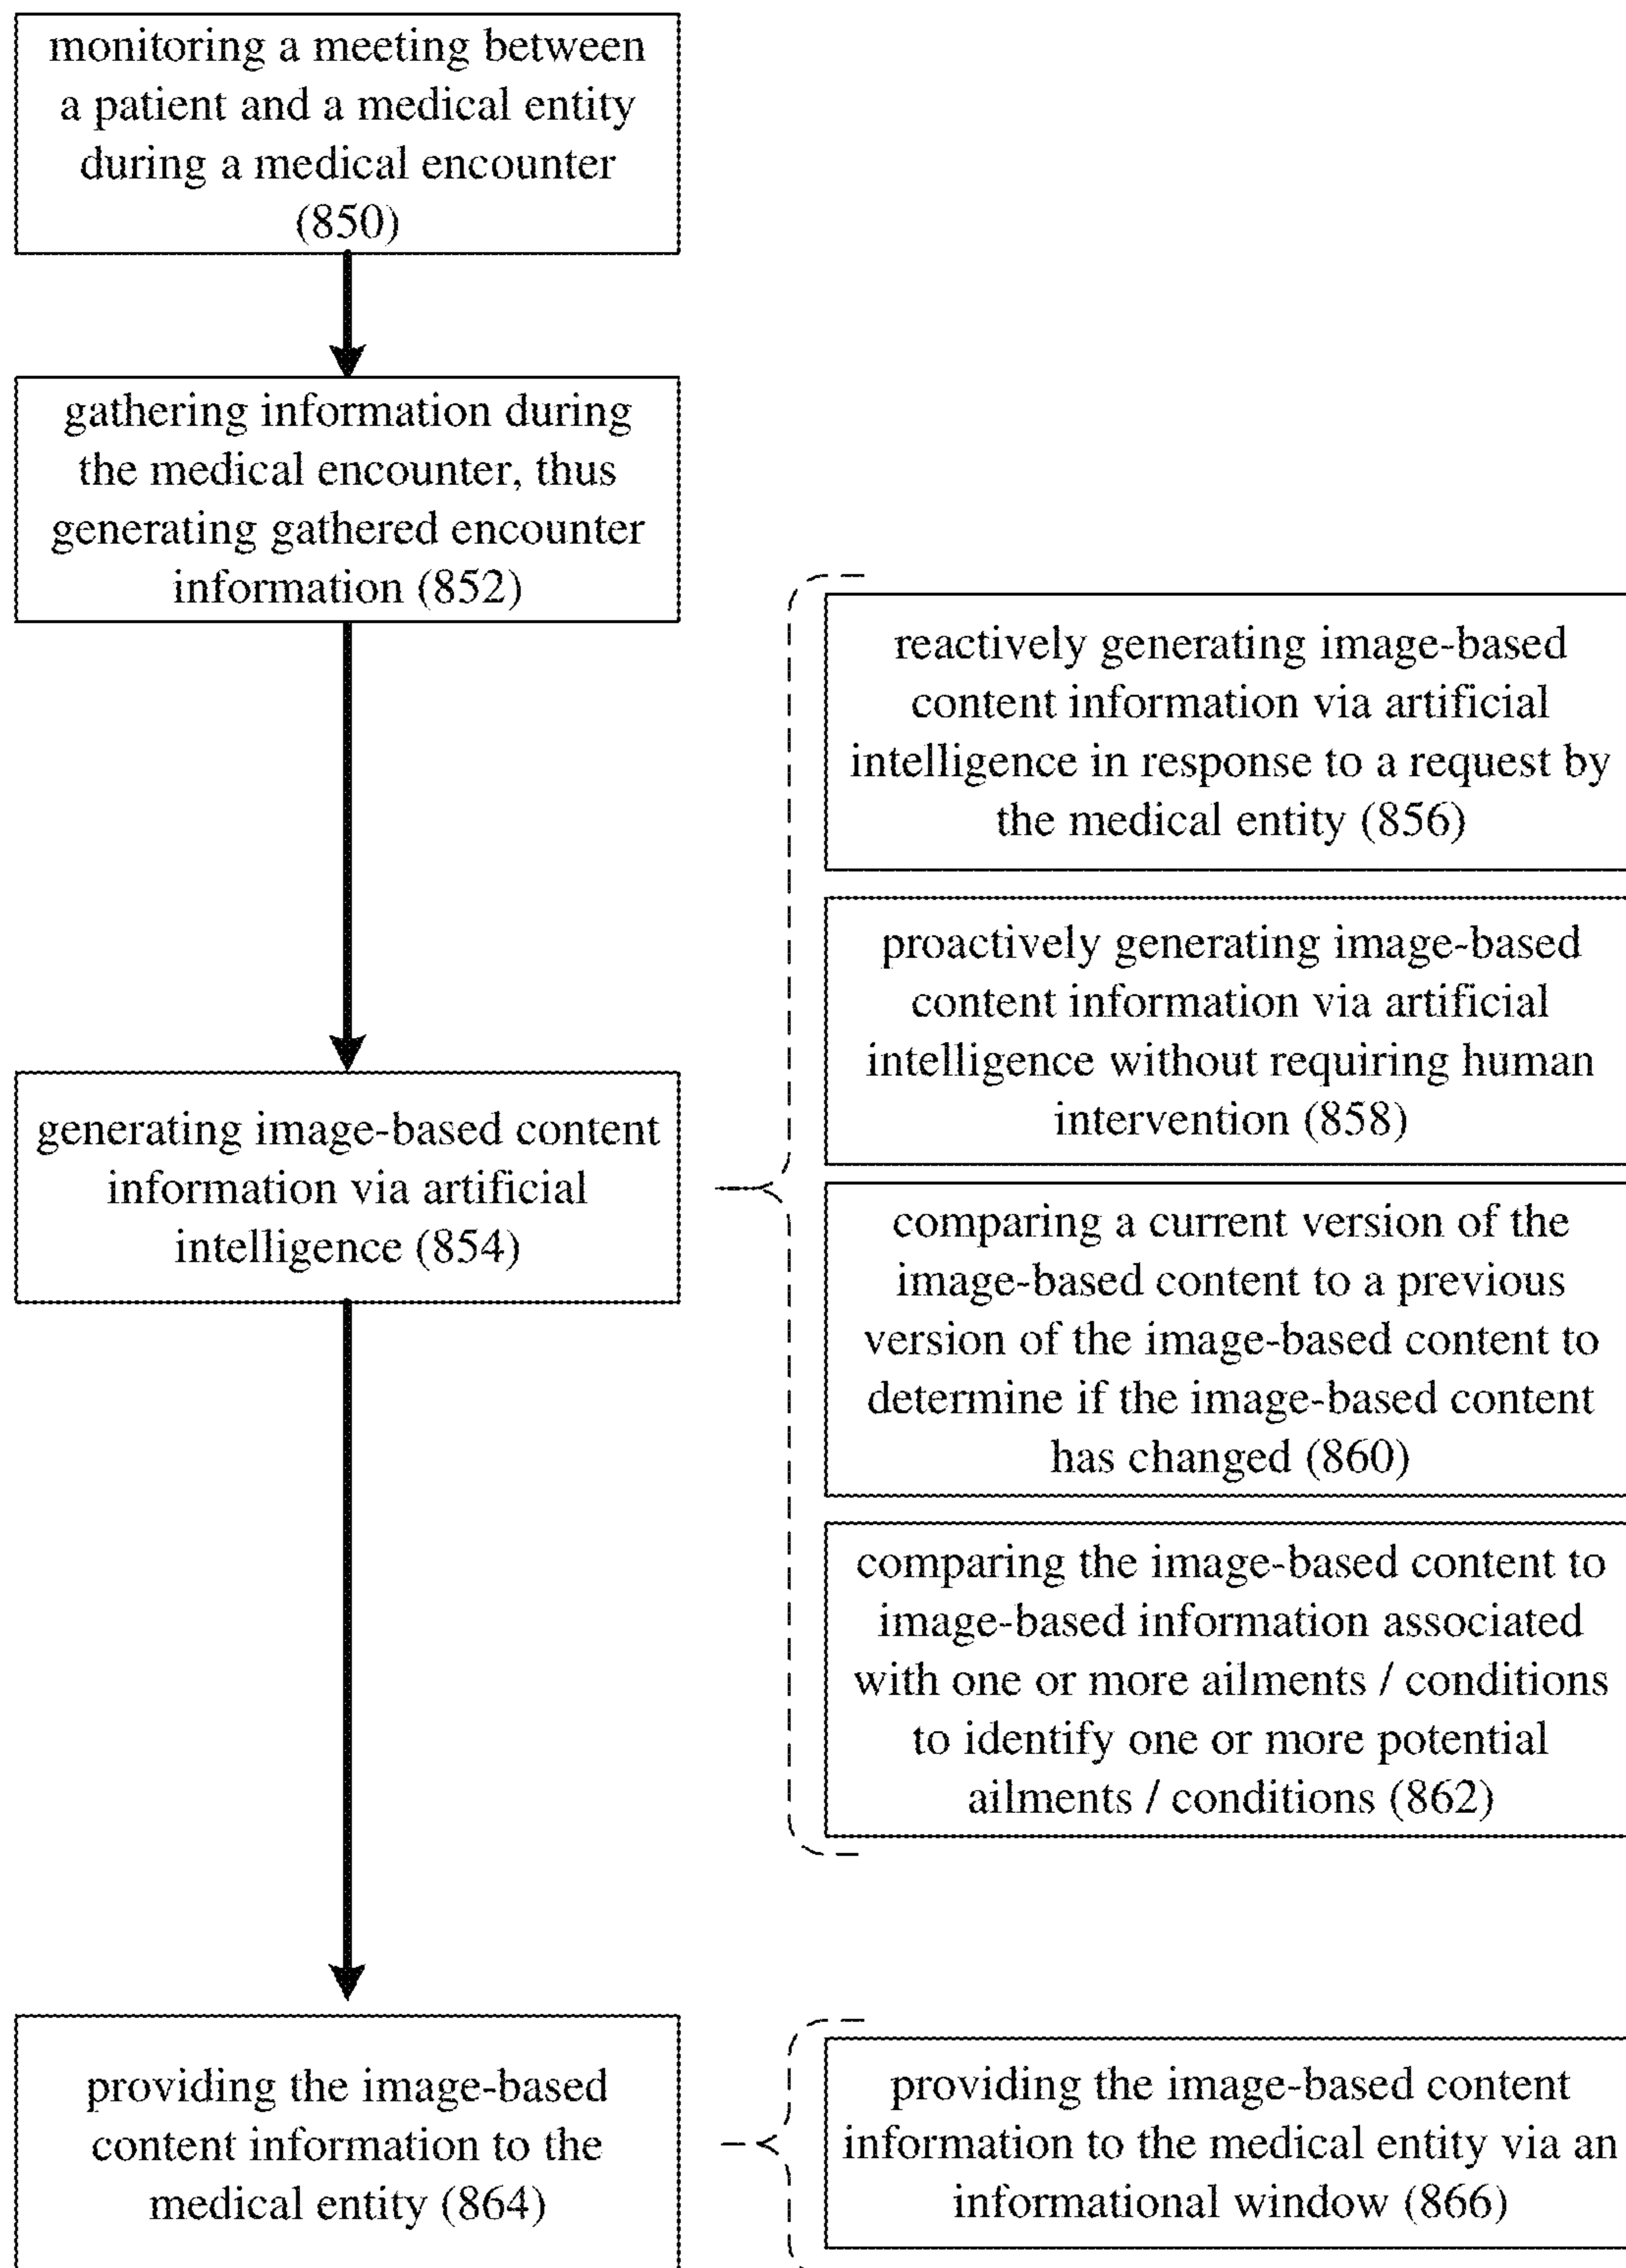 monitoring a meeting between
a patient and a medical entity
during a medical encounter
(850)
gathering information during
the medical encounter, thus
generating gathered encounter
information (852)
generating image-based content
information via artificial
intelligence (854)
reactively generating image-based
content information via artificial
intelligence in response to a request by
the medical entity (856)
proactively generating image-based
content information via artificial
intelligence without requiring human
intervention (858)
comparing a current version of the
image-based content to a previous
version of the image-based content to
determine if the image-based content
has changed (860)
comparing the image-based content to
image-based information associated
with one or more ailments / conditions
to identify one or more potential
ailments / conditions (862)
providing the image-based
content information to the
medical entity (864)
providing the image-based content
information to the medical entity via an
informational window (866)